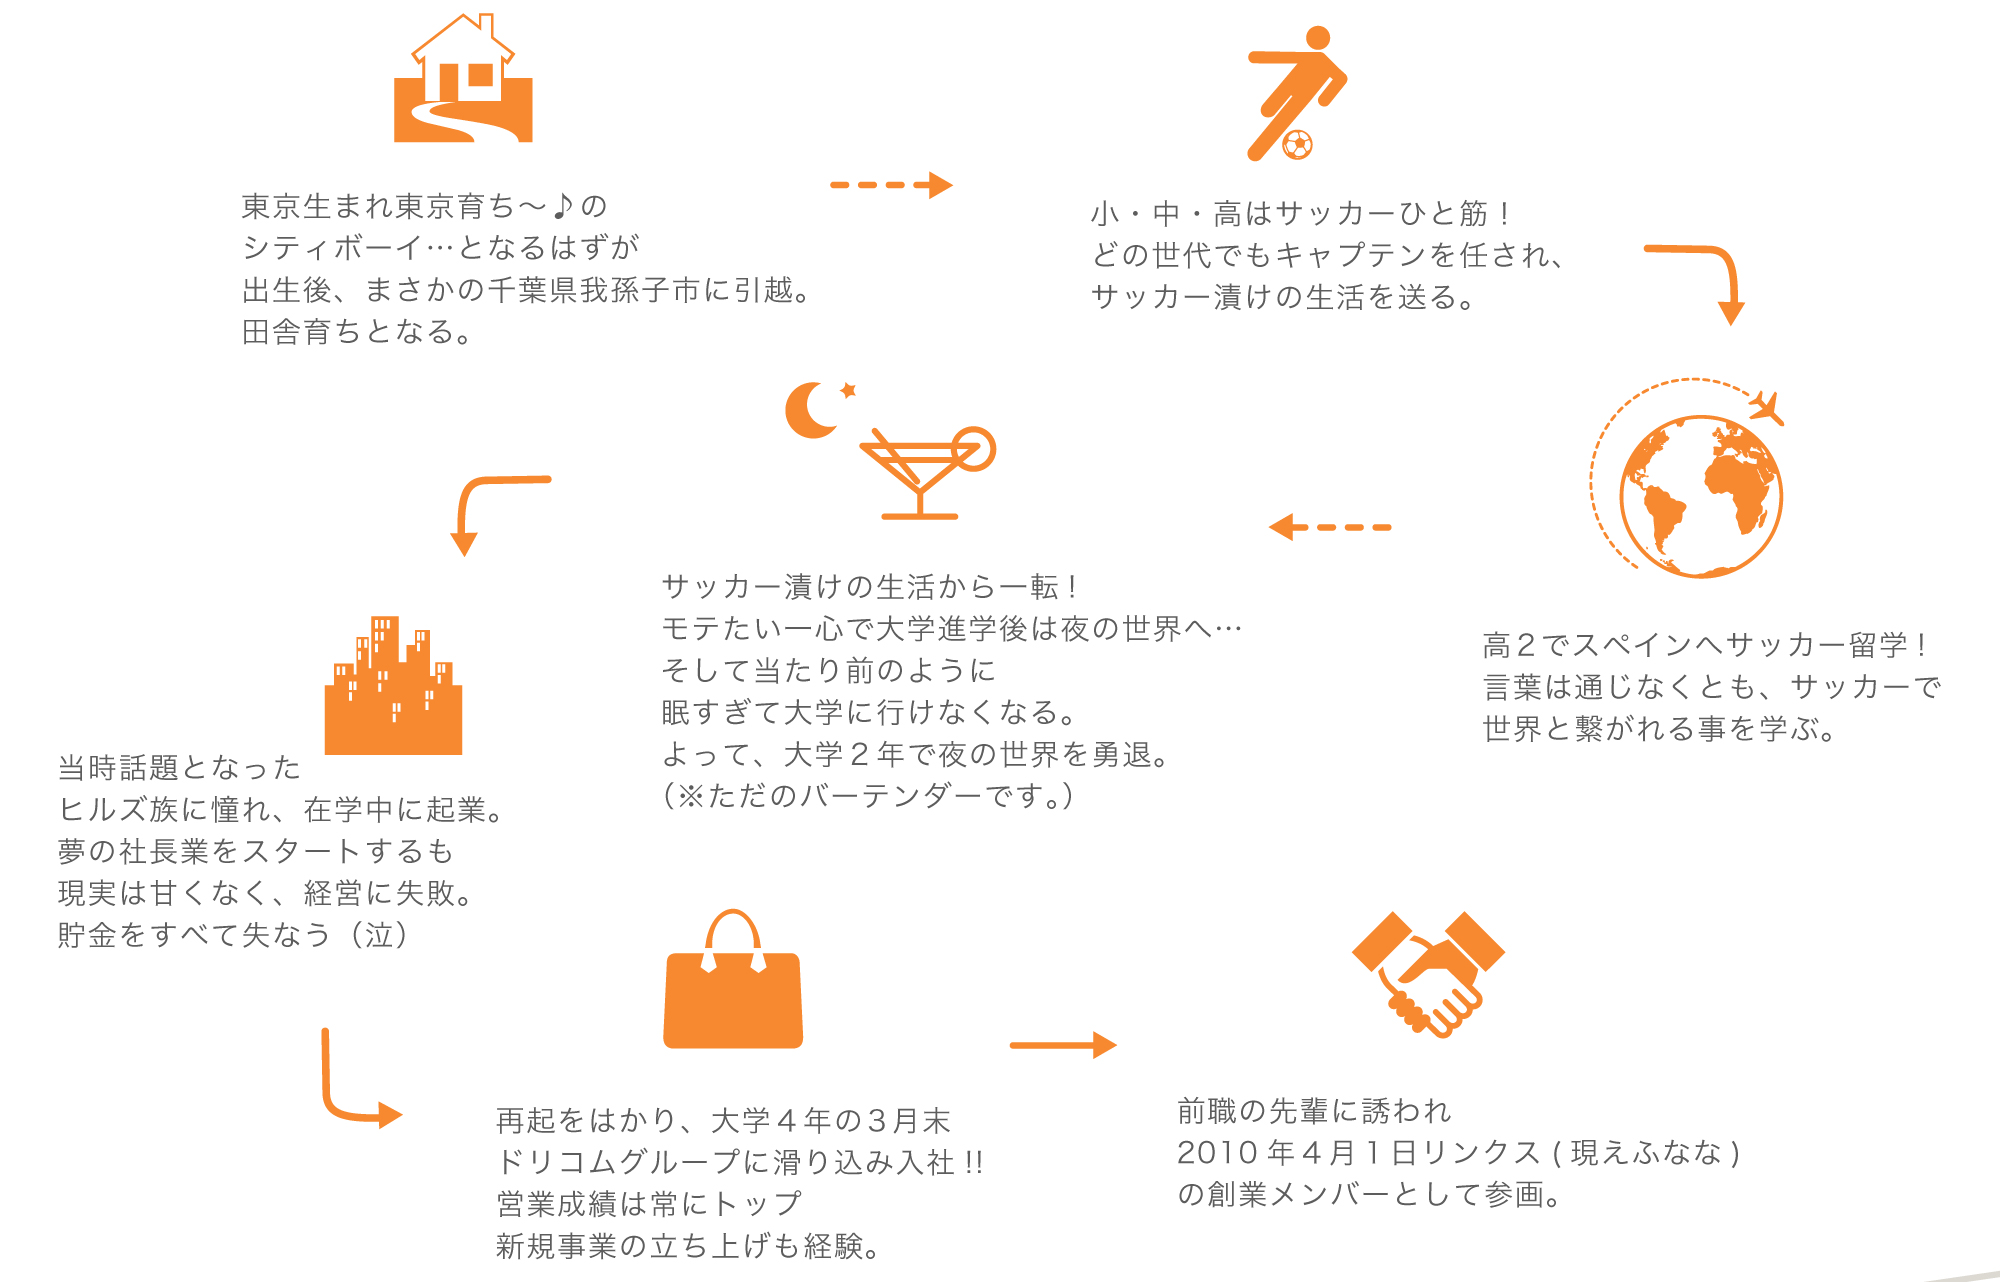 東京生まれ東京育ち～♪の
シティボーイ…となるはずが
出生後、まさかの千葉県我孫子市に引越。
田舎育ちとなる。
小・中・高はサッカーひと筋！
どの世代でもキャプテンを任され、
サッカー漬けの生活を送る。
高２でスペインへサッカー留学！
言葉は通じなくとも、サッカーで
世界と繋がれる事を学ぶ。
サッカー漬けの生活から一転！
モテたい一心で大学進学後は夜の世界へ…
そして当たり前のように
眠すぎて大学に行けなくなる。
よって、大学２年で夜の世界を勇退。
（※ただのバーテンダーです。）
当時話題となった
ヒルズ族に憧れ、在学中に起業。
夢の社長業をスタートするも
現実は甘くなく、経営に失敗。
貯金をすべて失なう（泣）
再起をはかり、大学４年の３月末
ドリコムグループに滑り込み入社!!
営業成績は常にトップ
新規事業の立ち上げも経験。
前職の先輩に誘われ
2010年４月１日リンクス(現えふなな)
の創業メンバーとして参画。